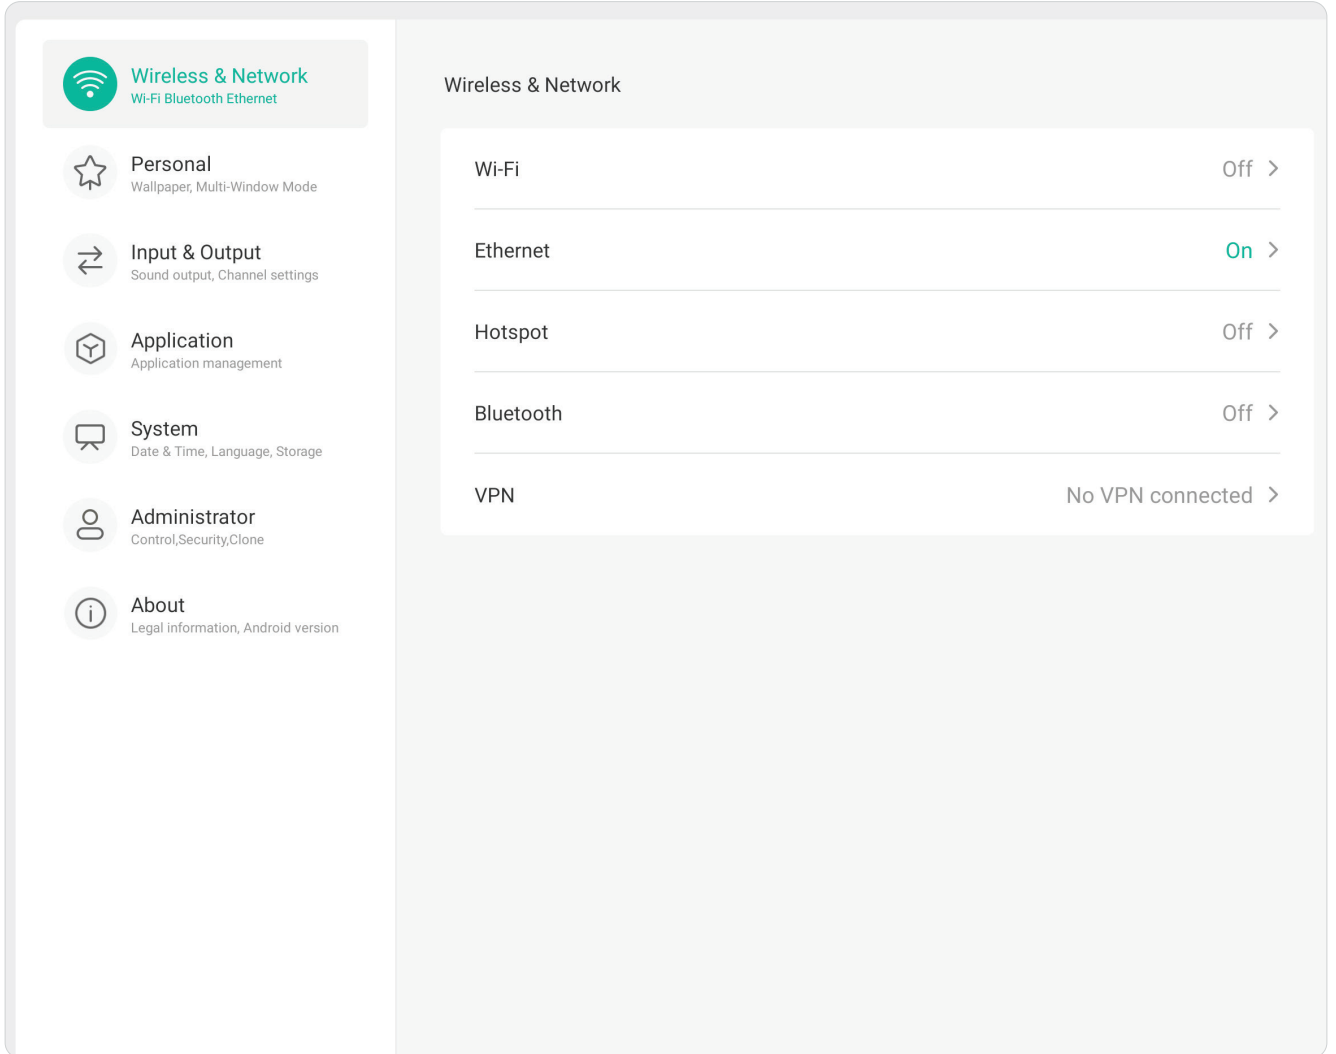 Wireless & Network
Wi-Fi Bluetooth Ethernet
Personal
Wallpaper, Multi-Window Mode
Input & Output
Sound output, Channel settings
Application
Application management
System
Date & Time, Language, Storage
Administrator
Control,Security,Clone
About
Legal information, Android version
Wireless & Network
Wi-Fi Off
Ethernet On
Hotspot Off
Bluetooth Off
VPN No VPN connected